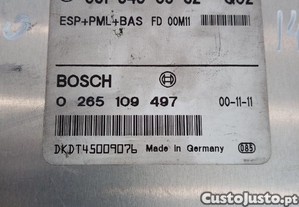 ESP+PML+BAS FD 00M11
BOSCH
0 265 109 497 00-11-11
DKDT45009076 Made in Germany G85
CustoJusto.pt